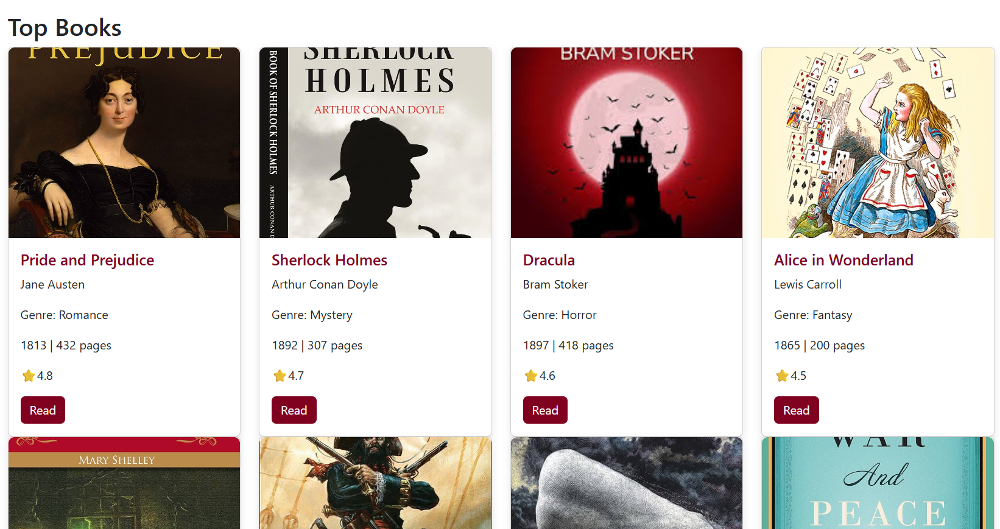 Top Books
PREJUDICE
SHERLOCK
HOLMES
ARTHUR CONAN DOYLE
BOOK OF SHERLOCK HOLMES
ARTHUR CONAN D
BRAM STOKER
Pride and Prejudice
Jane Austen
Genre: Romance
1813 | 432 pages
4.8
Read
Sherlock Holmes
Arthur Conan Doyle
Genre: Mystery
1892 | 307 pages
4.7
Read
Dracula
Bram Stoker
Genre: Horror
1897 | 418 pages
4.6
Read
Alice in Wonderland
Lewis Carroll
Genre: Fantasy
1865 | 200 pages
4.5
Read
MARY SHELLEY
WAR
And
PEACE